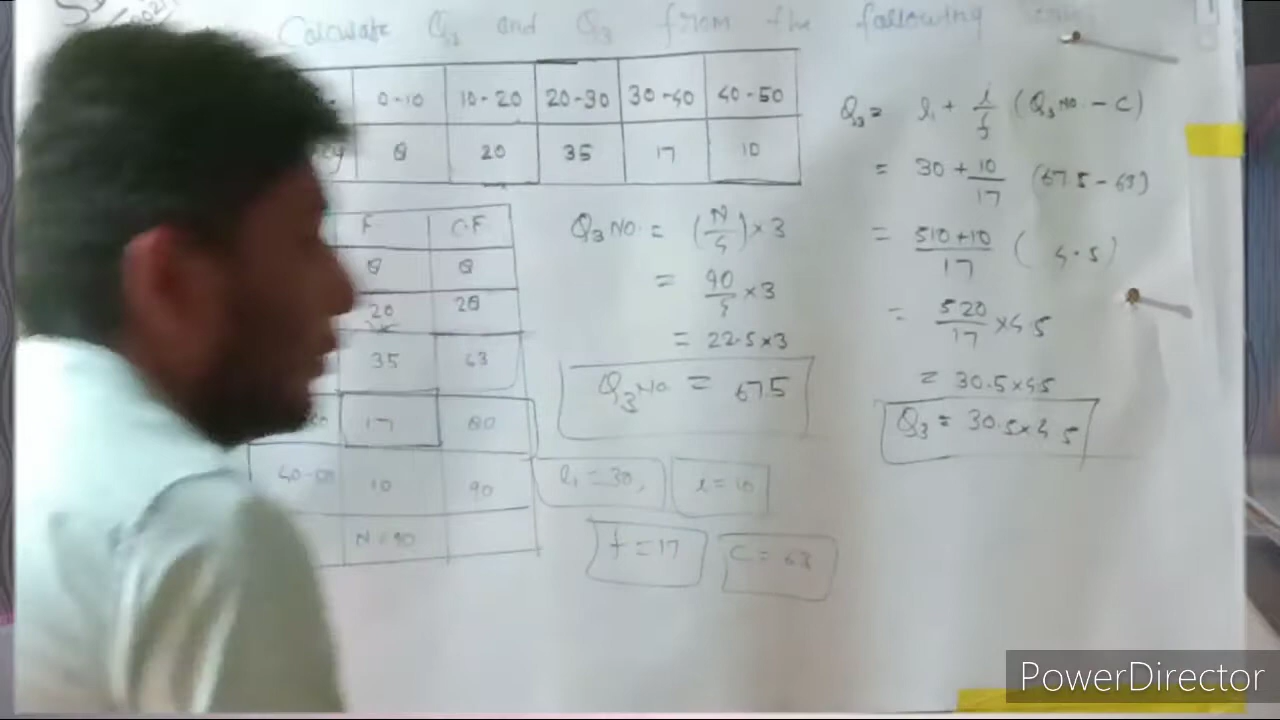 Calculate Q1 and Q3 from the following
0-10 10-20 20-30 30-40 40-50
8 20 35 17 10
F C.F
8 8
20 28
35 63
17 80
10 90
N = 90
Q3 NO. = (N/4) × 3
= 90/4 × 3
= 22.5 × 3
Q3 NO = 67.5
l1 = 30,
i = 10
f = 17
C = 63
Q3 = l1 + i/f (Q3 NO. - C)
= 30 + 10/17 (67.5 - 63)
= 510 + 10/17 (4.5)
= 520/17 × 4.5
= 30.5 × 4.5
Q3 = 30.5 × 4.5
PowerDirector